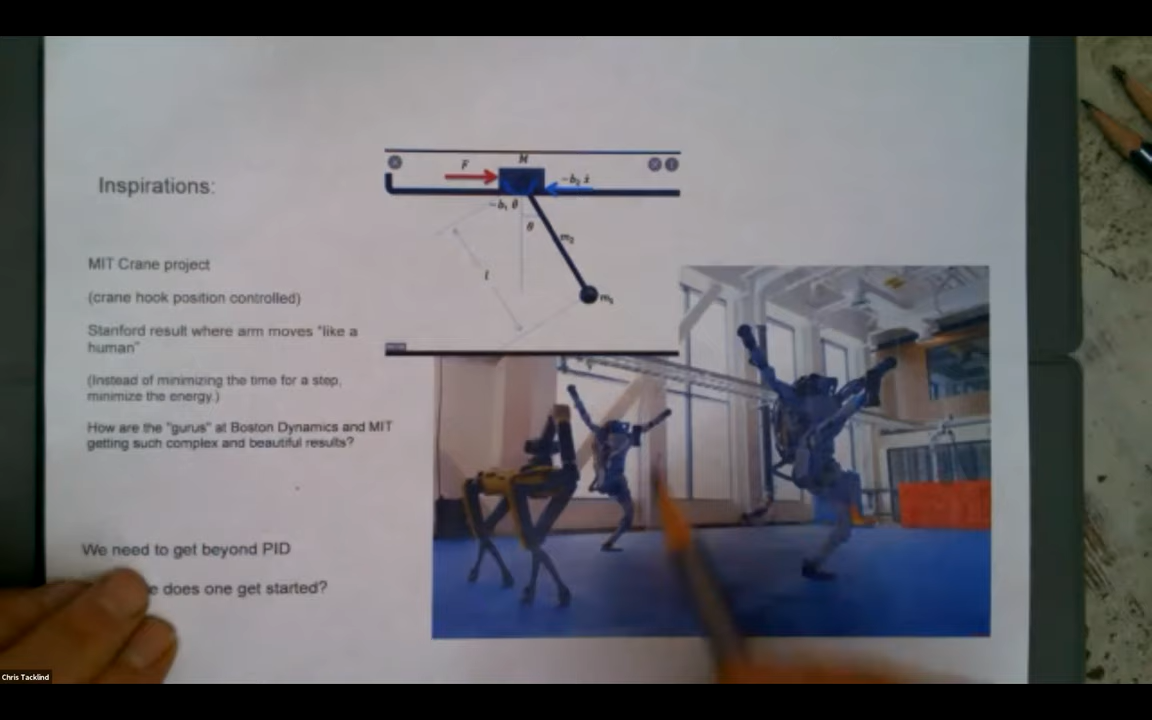 Inspirations:
MIT Crane project
(crane hook position controlled)
Stanford result where arm moves "like a
human"
(Instead of minimizing the time for a step,
minimize the energy.)
How are the "gurus" at Boston Dynamics and MIT
getting such complex and beautiful results?
We need to get beyond PID
e does one get started?
F
M
θ
l
m₂
Chris Tacklind